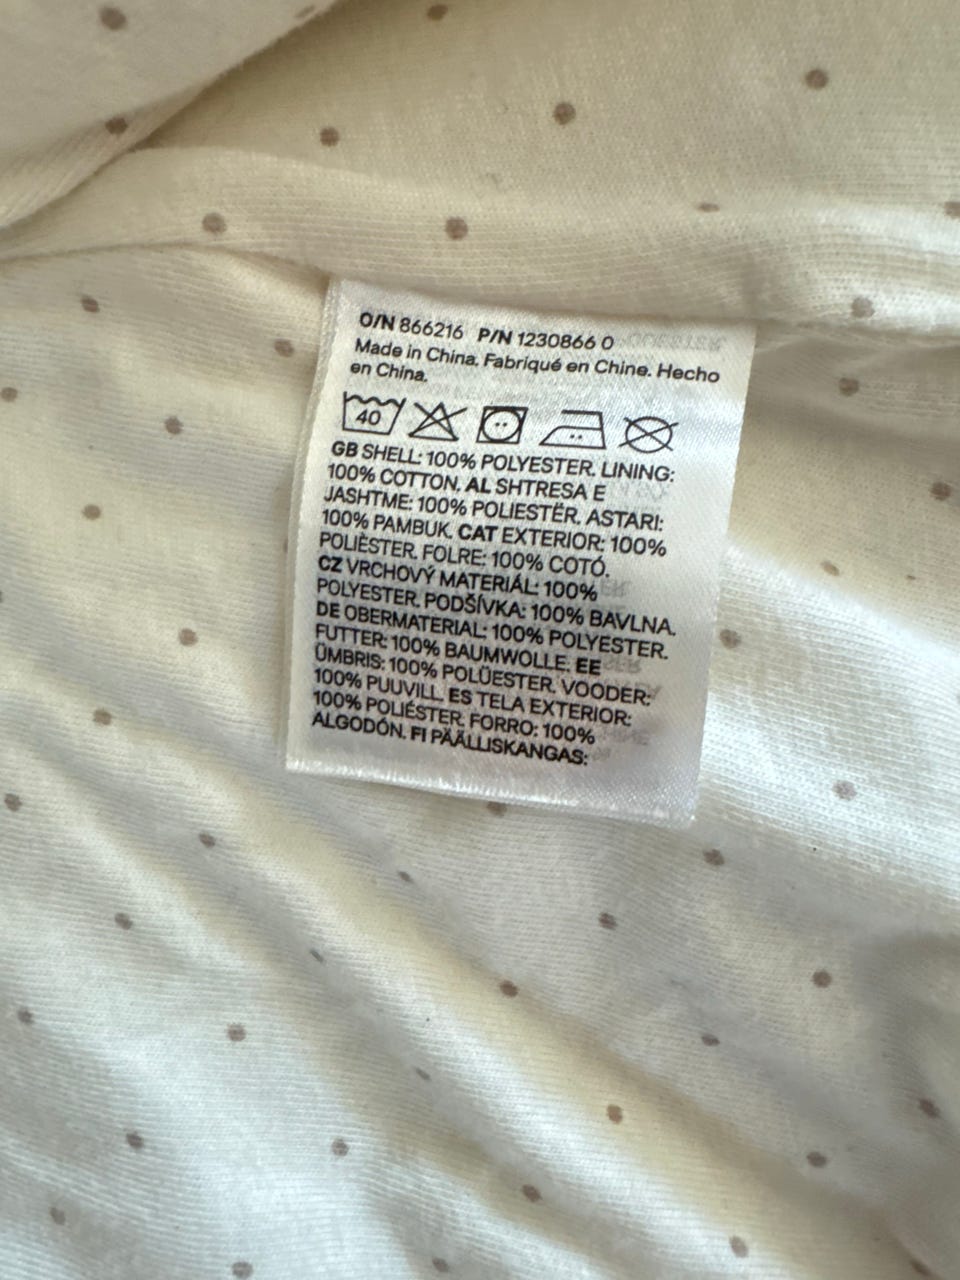 O/N 866216 P/N 1230866 0
Made in China. Fabriqué en Chine. Hecho
en China.
40
GB SHELL: 100% POLYESTER. LINING:
100% COTTON. AL SHTRESA E
JASHTME: 100% POLIESTËR. ASTARI:
100% PAMBUK. CAT EXTERIOR: 100%
POLIÈSTER. FOLRE: 100% COTÓ.
CZ VRCHOVÝ MATERIÁL: 100%
POLYESTER. PODŠÍVKA: 100% BAVLNA.
DE OBERMATERIAL: 100% POLYESTER.
FUTTER: 100% BAUMWOLLE. EE
ÜMBRIS: 100% POLÜESTER. VOODER:
100% PUUVILL. ES TELA EXTERIOR:
100% POLIÉSTER. FORRO: 100%
ALGODÓN. FI PÄÄLLISKANGAS: